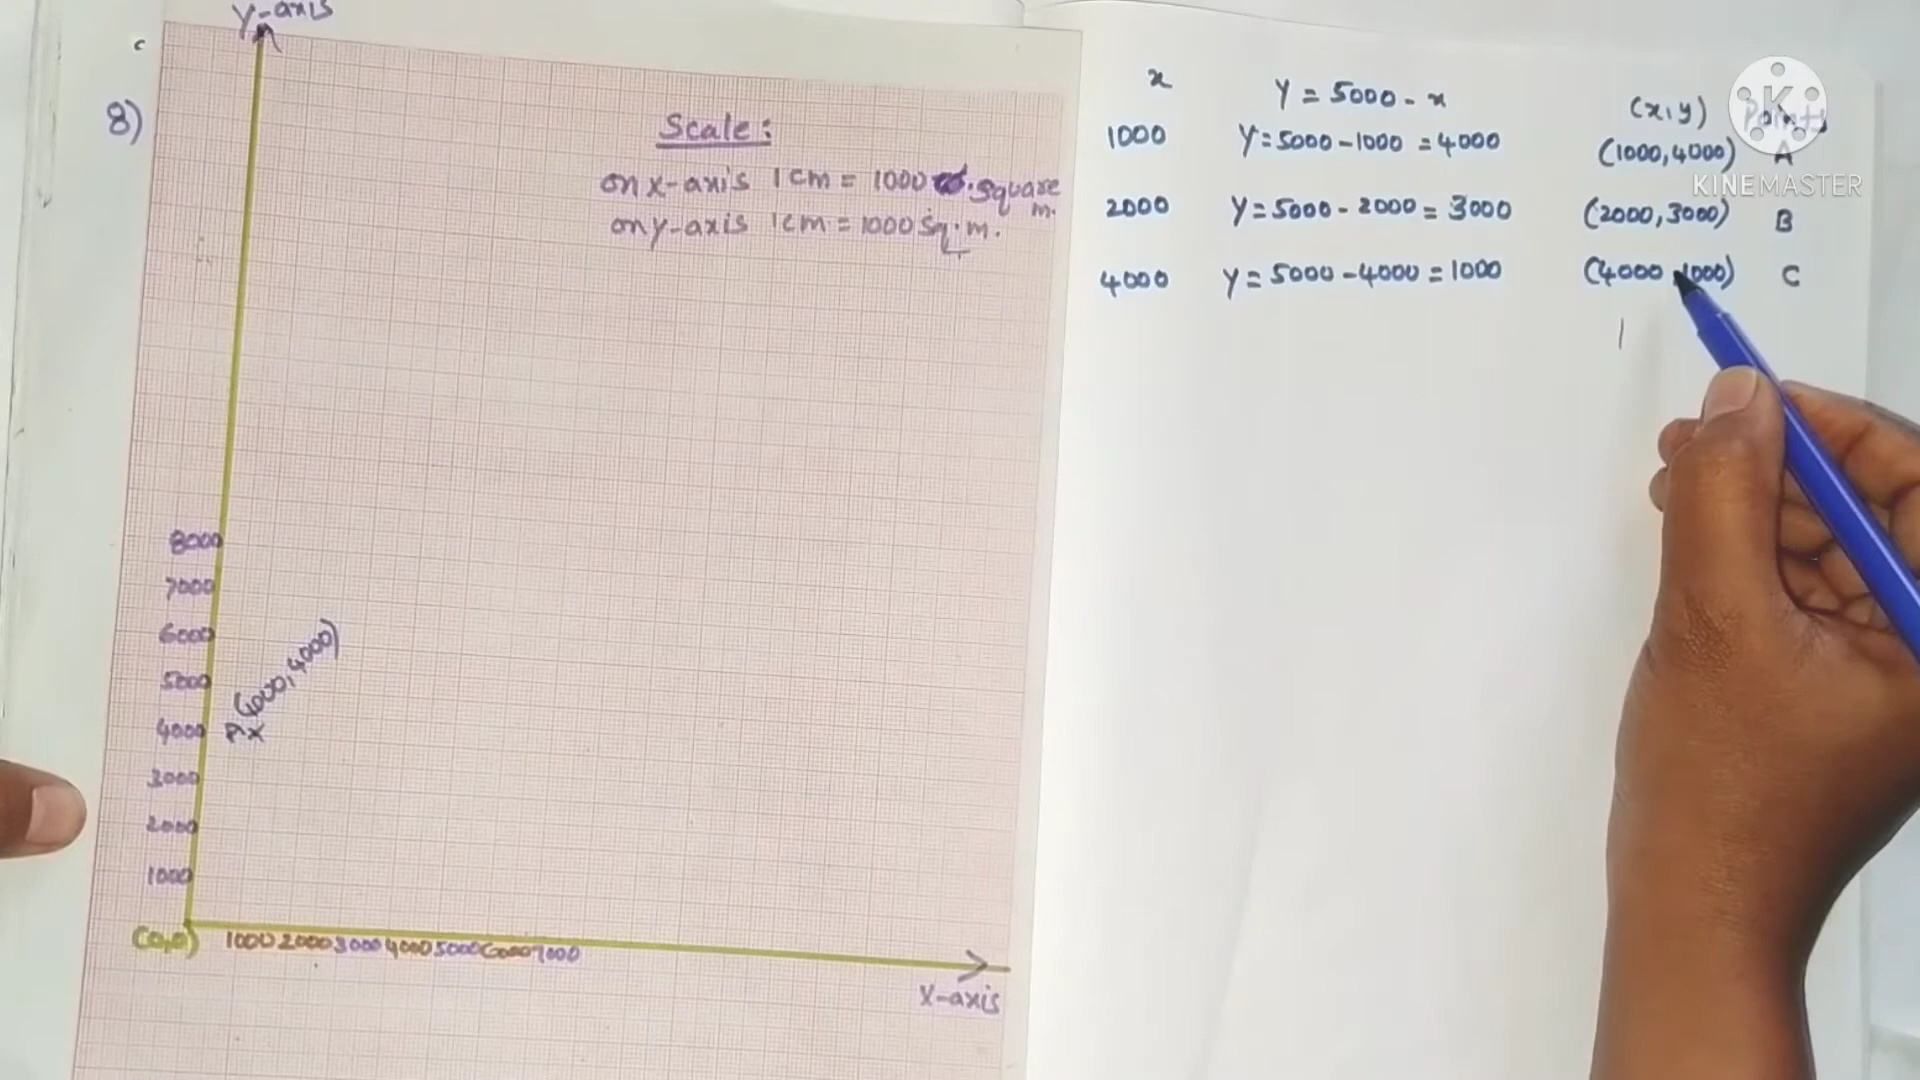 Y-axis
8)
Scale:
on x-axis 1cm = 1000 square m.
on y-axis 1cm = 1000 Sq.m.
8000
7000
6000
5000
4000
3000
2000
1000
(1000, 4000)
(0,0) 1000 2000 3000 4000 5000 6000 7000
X-axis
x Y = 5000 - x (x,y) Points
1000 Y = 5000 - 1000 = 4000 (1000, 4000) A
2000 Y = 5000 - 2000 = 3000 (2000, 3000) B
4000 Y = 5000 - 4000 = 1000 (4000, 1000) C
K
KINEMASTER